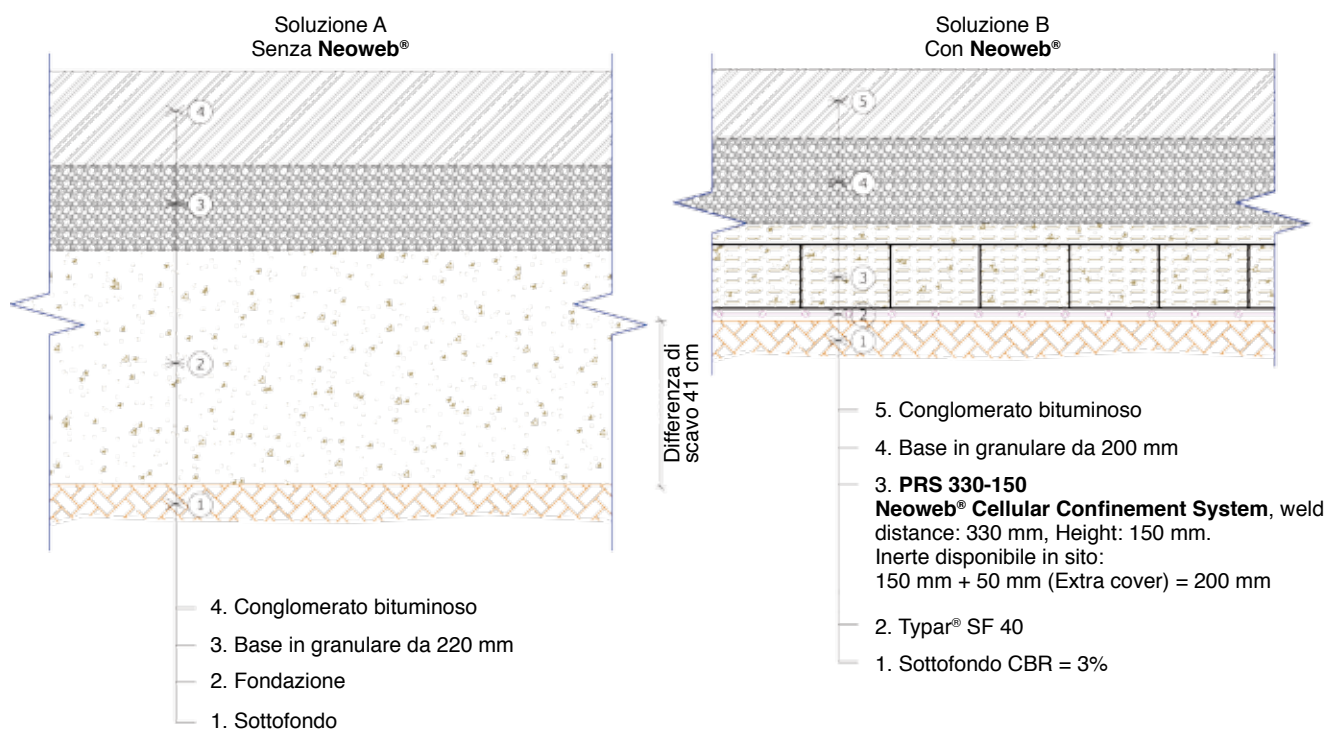 Soluzione A
Senza Neoweb®
4
3
2
1
4. Conglomerato bituminoso
3. Base in granulare da 220 mm
2. Fondazione
1. Sottofondo
Differenza di
scavo 41 cm
Soluzione B
Con Neoweb®
5
4
3
2
1
5. Conglomerato bituminoso
4. Base in granulare da 200 mm
3. PRS 330-150
Neoweb® Cellular Confinement System, weld
distance: 330 mm, Height: 150 mm.
Inerte disponibile in sito:
150 mm + 50 mm (Extra cover) = 200 mm
2. Typar® SF 40
1. Sottofondo CBR = 3%